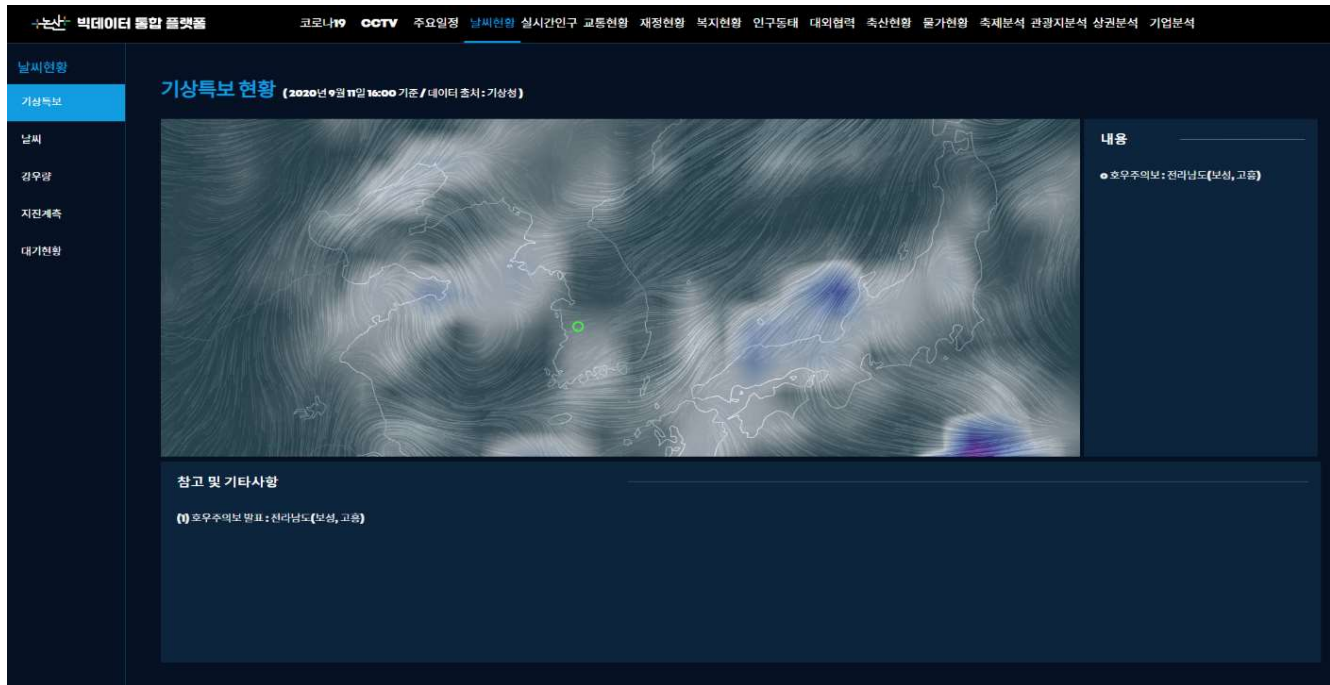 논산 빅데이터 통합 플랫폼
코로나19 CCTV 주요일정 날씨현황 실시간인구 교통현황 재정현황 복지현황 인구동태 대외협력 축산현황 물가현황 축제분석 관광지분석 상권분석 기업분석
날씨현황
기상특보
날씨
강우량
지진계측
대기현황
기상특보 현황 (2020년 9월 11일 16:00 기준 / 데이터 출처 : 기상청)
내용
o 호우주의보 : 전라남도(보성, 고흥)
참고 및 기타사항
(1) 호우주의보 발표 : 전라남도(보성, 고흥)